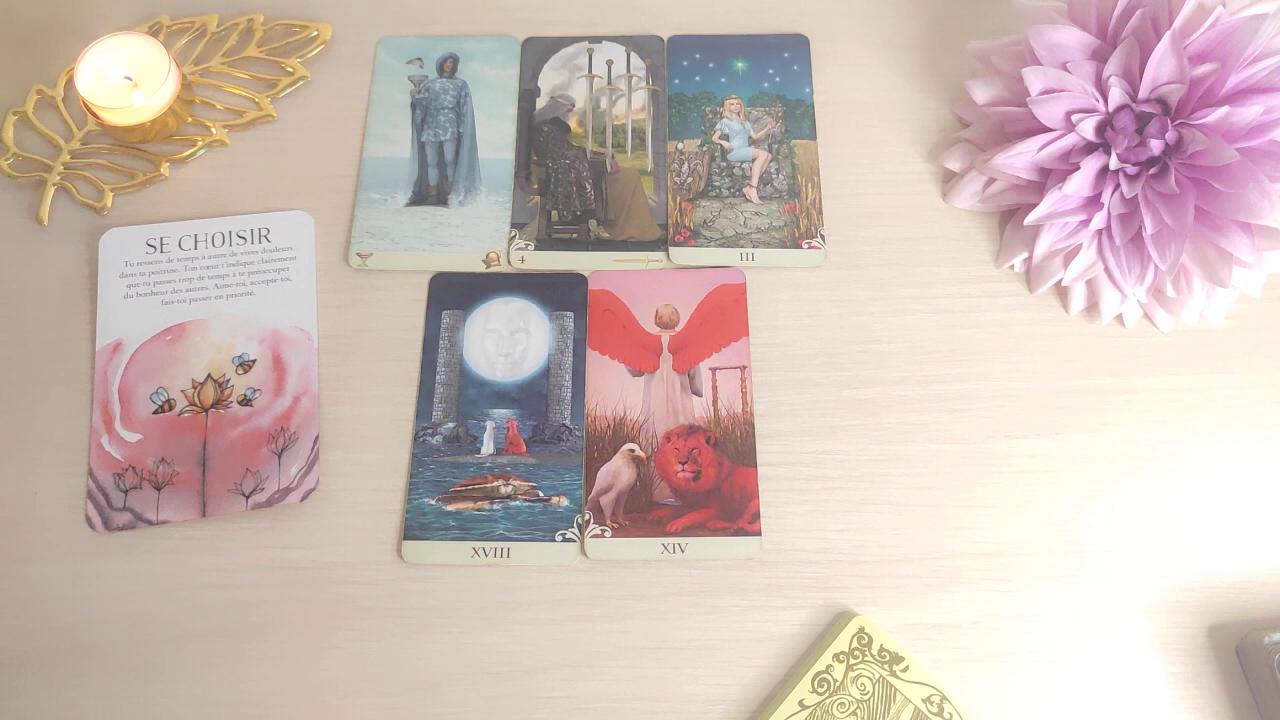 SE CHOISIR
Tu ressens de temps à autre de vives douleurs
dans ta poitrine. Ton cœur t'indique clairement
que tu passes trop de temps à te préoccuper
du bonheur des autres. Aime-toi, accepte-toi,
fais-toi passer en priorité.
4
III
XVIII
XIV